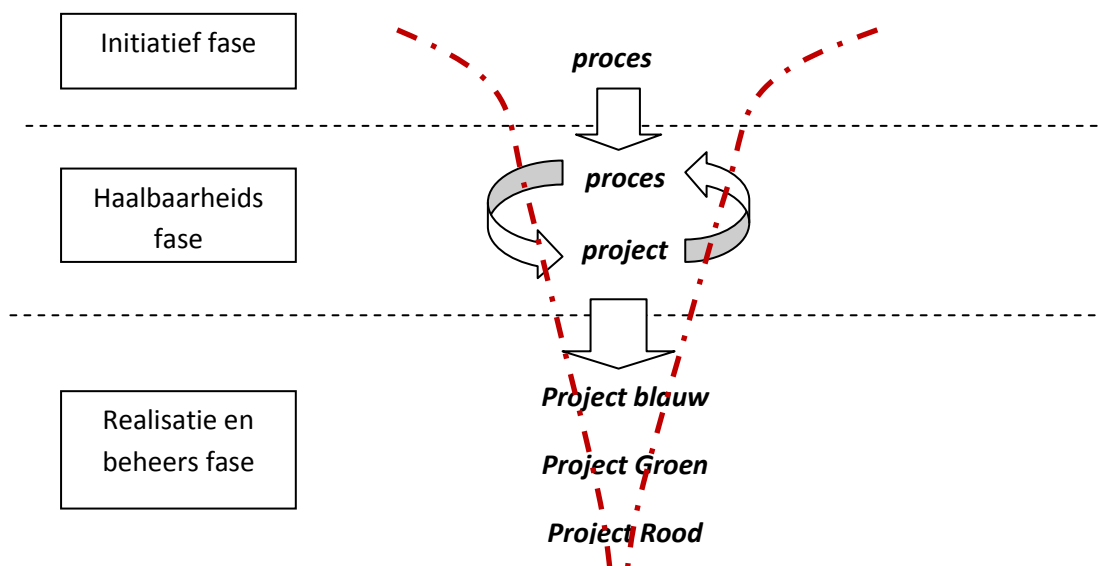 Initiatief fase
proces
Haalbaarheids
fase
proces
project
Realisatie en
beheers fase
Project blauw
Project Groen
Project Rood